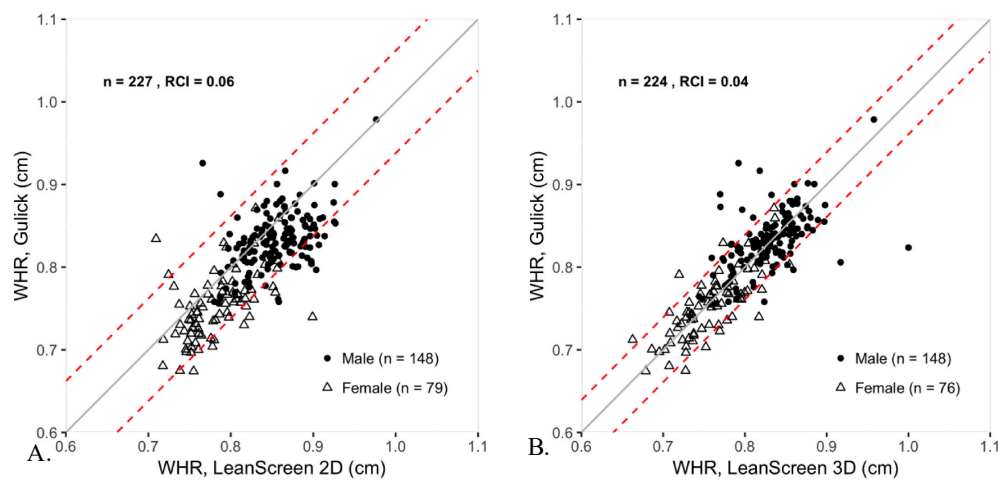 1.1
1.0
0.9
0.8
0.7
0.6
WHR, Gulick (cm)
n = 227 , RCI = 0.06
Male (n = 148)
Female (n = 79)
0.6 0.7 0.8 0.9 1.0 1.1
A.
WHR, LeanScreen 2D (cm)
1.1
1.0
0.9
0.8
0.7
0.6
WHR, Gulick (cm)
n = 224 , RCI = 0.04
Male (n = 148)
Female (n = 76)
0.6 0.7 0.8 0.9 1.0 1.1
B.
WHR, LeanScreen 3D (cm)